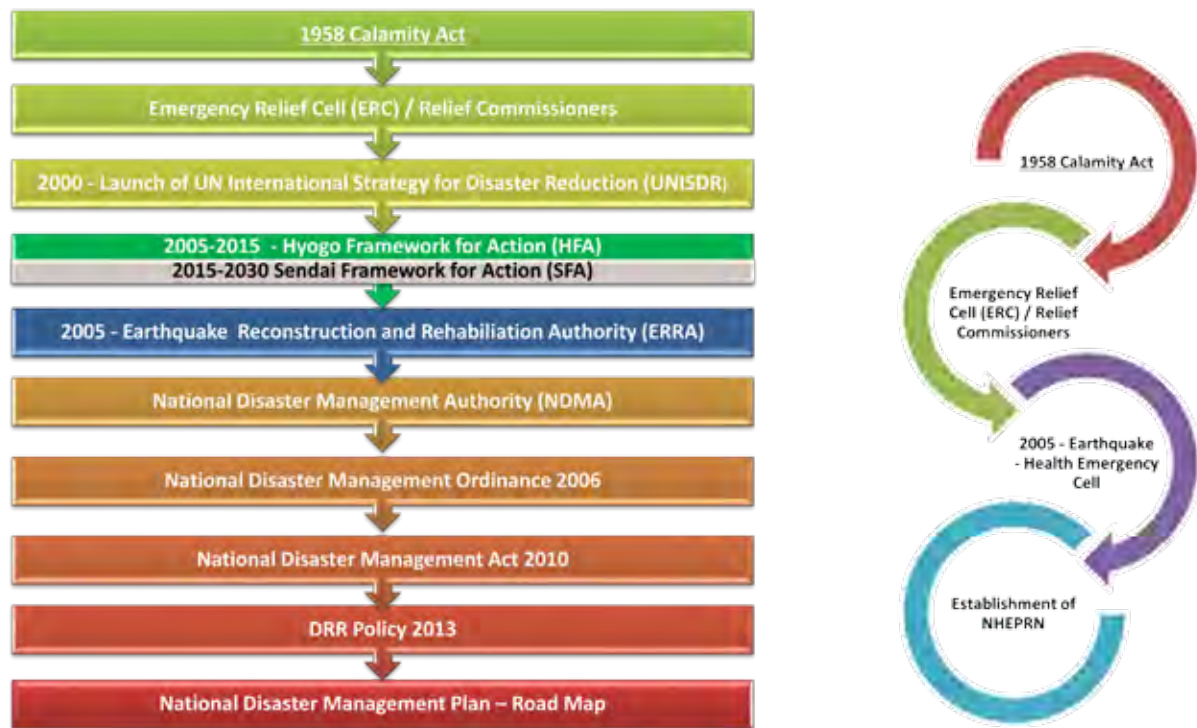 1958 Calamity Act
Emergency Relief Cell (ERC) / Relief Commissioners
2000 - Launch of UN International Strategy for Disaster Reduction (UNISDR)
2005-2015 - Hyogo Framework for Action (HFA)
2015-2030 Sendai Framework for Action (SFA)
2005 - Earthquake Reconstruction and Rehabiliation Authority (ERRA)
National Disaster Management Authority (NDMA)
National Disaster Management Ordinance 2006
National Disaster Management Act 2010
DRR Policy 2013
National Disaster Management Plan – Road Map
1958 Calamity Act
Emergency Relief
Cell (ERC) / Relief
Commissioners
2005 - Earthquake
- Health Emergency
Cell
Establishment of
NHEPRN